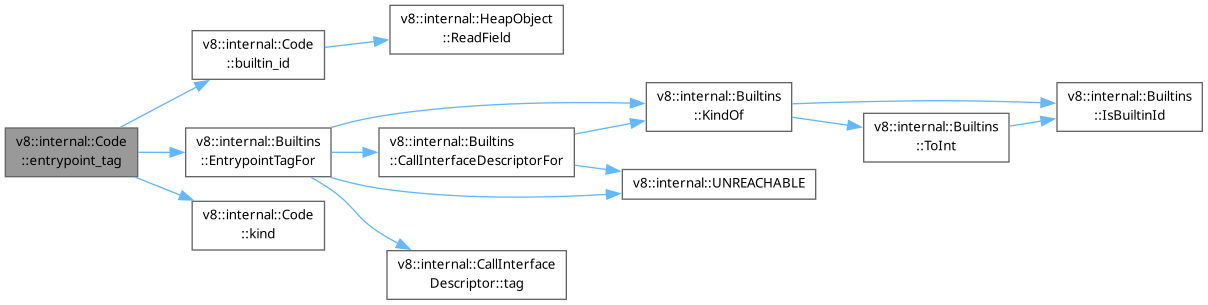 v8::internal::Code
::entrypoint_tag
v8::internal::Code
::builtin_id
v8::internal::HeapObject
::ReadField
v8::internal::Builtins
::EntrypointTagFor
v8::internal::Builtins
::CallInterfaceDescriptorFor
v8::internal::Builtins
::KindOf
v8::internal::Builtins
::ToInt
v8::internal::Builtins
::IsBuiltinId
v8::internal::UNREACHABLE
v8::internal::Code
::kind
v8::internal::CallInterface
Descriptor::tag